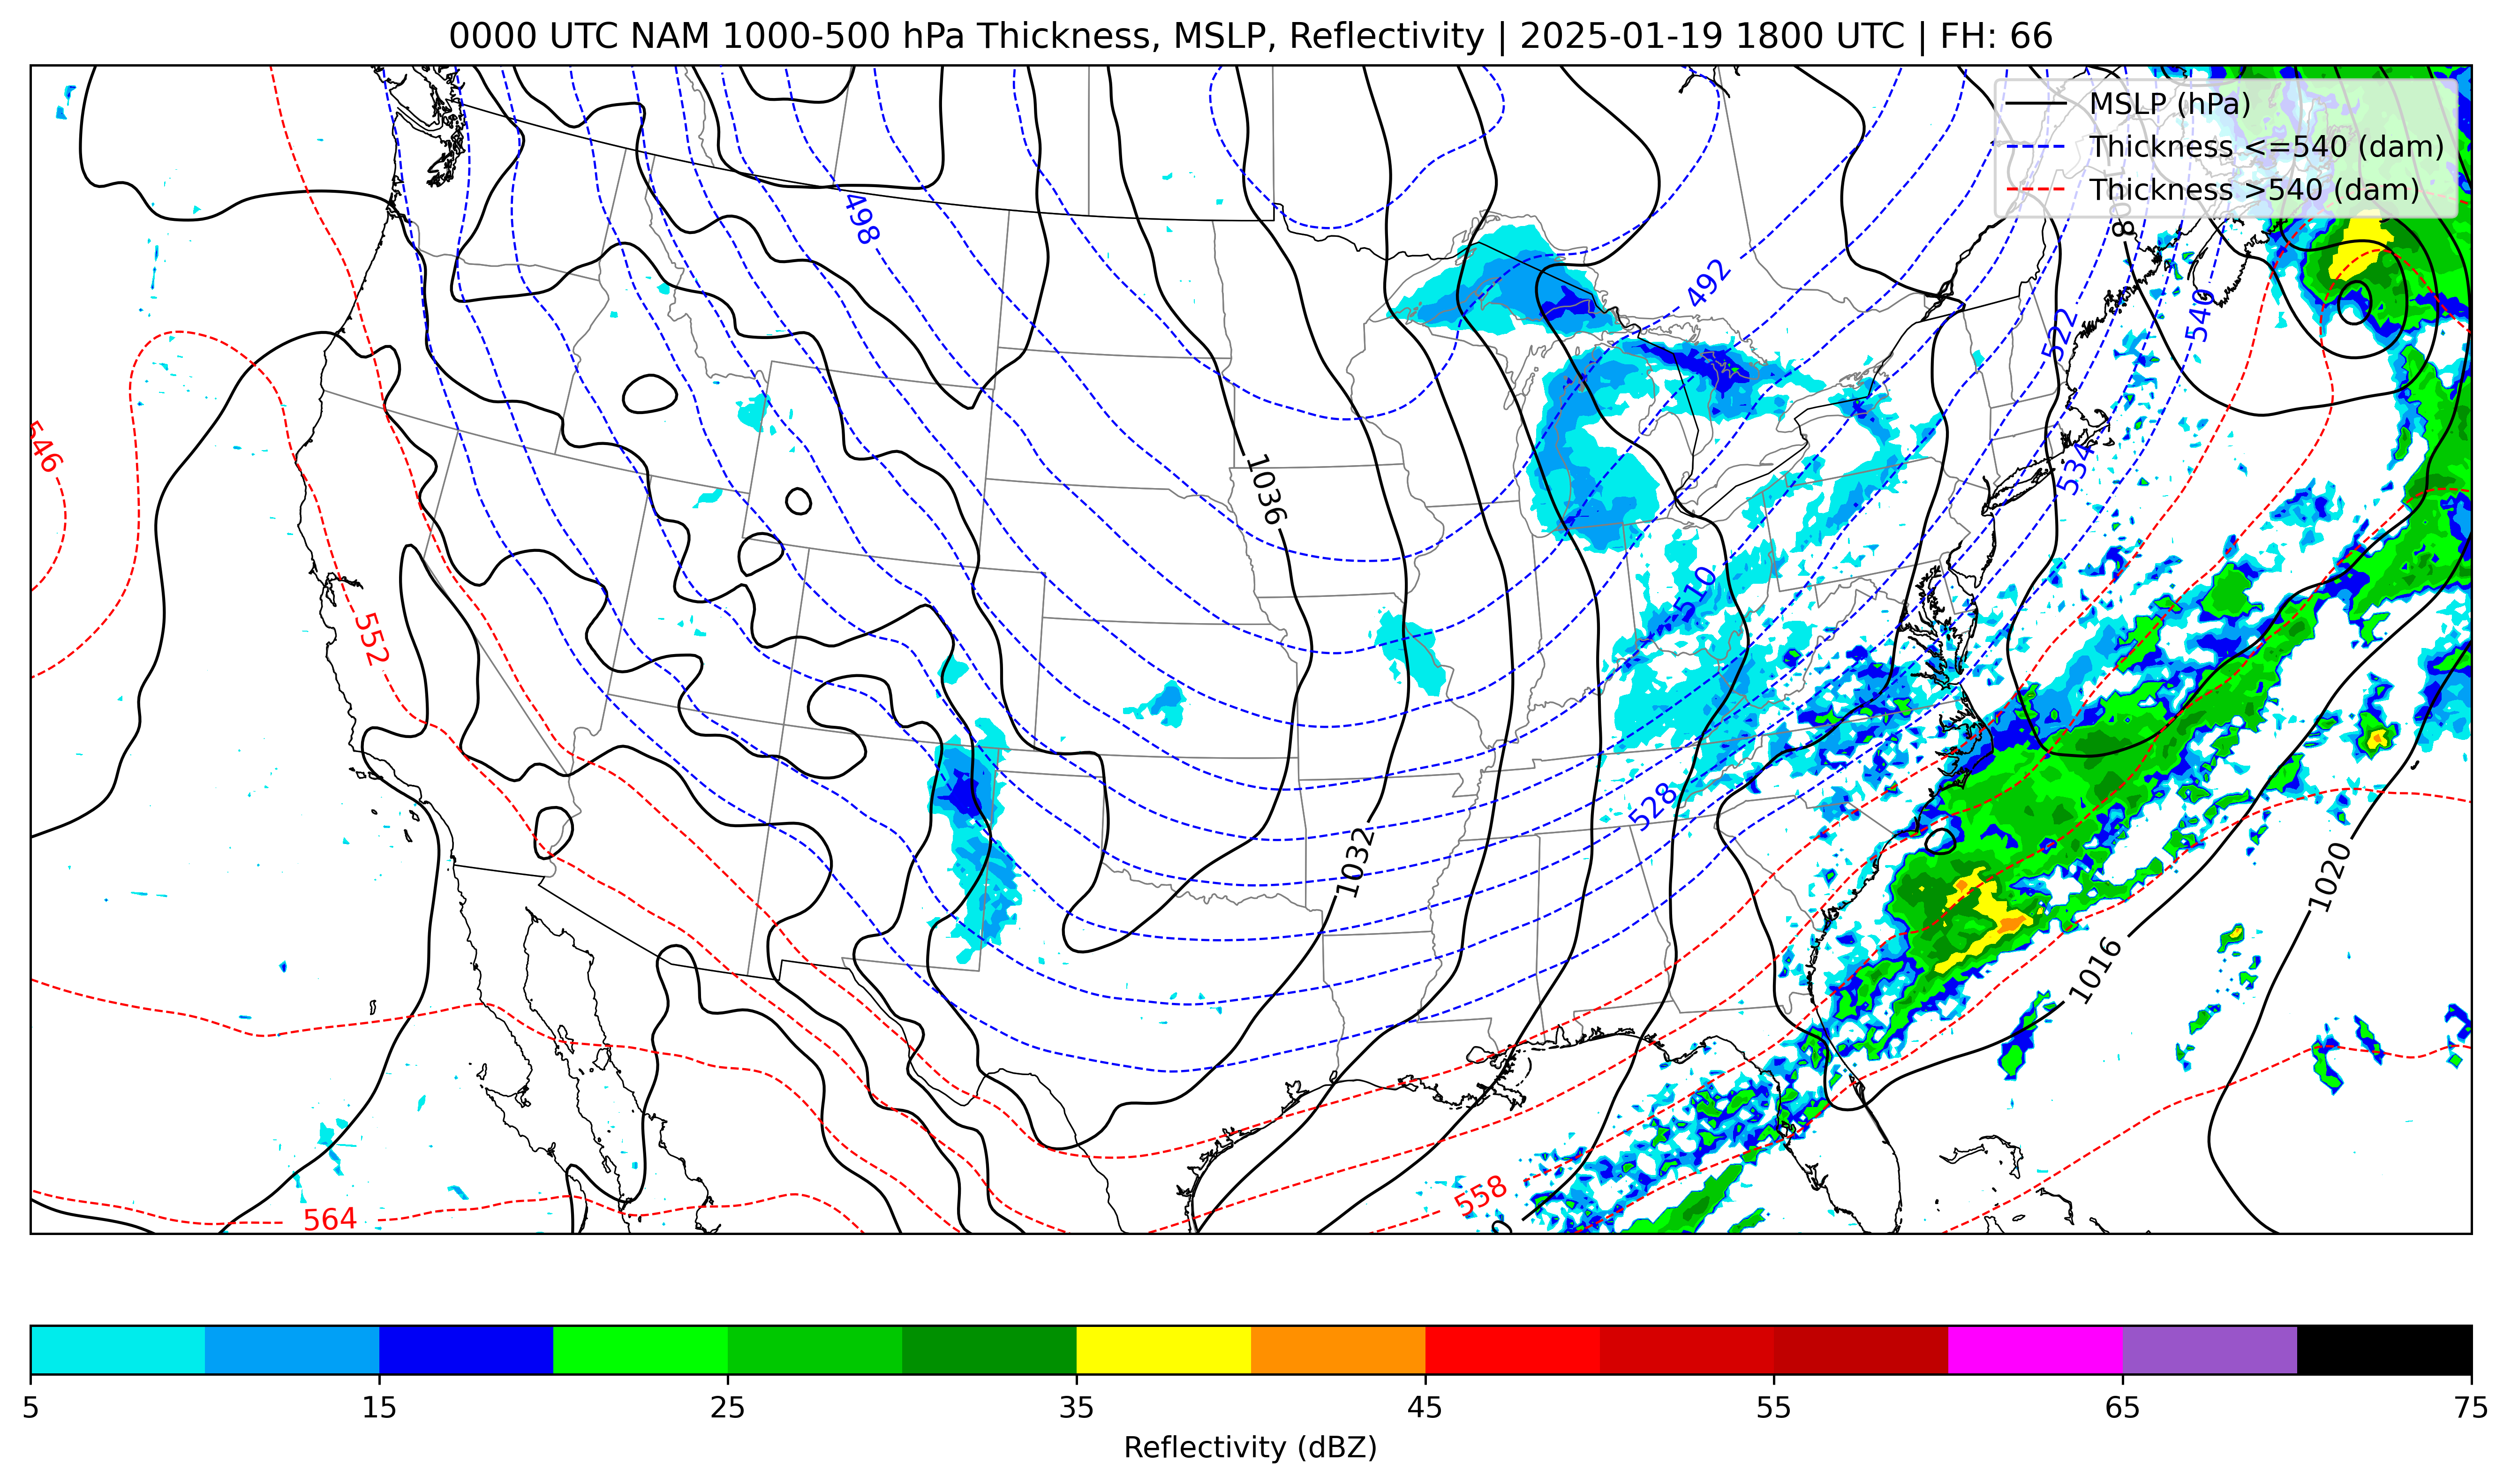 0000 UTC NAM 1000-500 hPa Thickness, MSLP, Reflectivity | 2025-01-19 1800 UTC | FH: 66
MSLP (hPa)
Thickness <=540 (dam)
Thickness >540 (dam)
498
492
522
540
546
1036
534
510
552
528
1032
1020
1016
558
564
5 15 25 35 45 55 65 75
Reflectivity (dBZ)